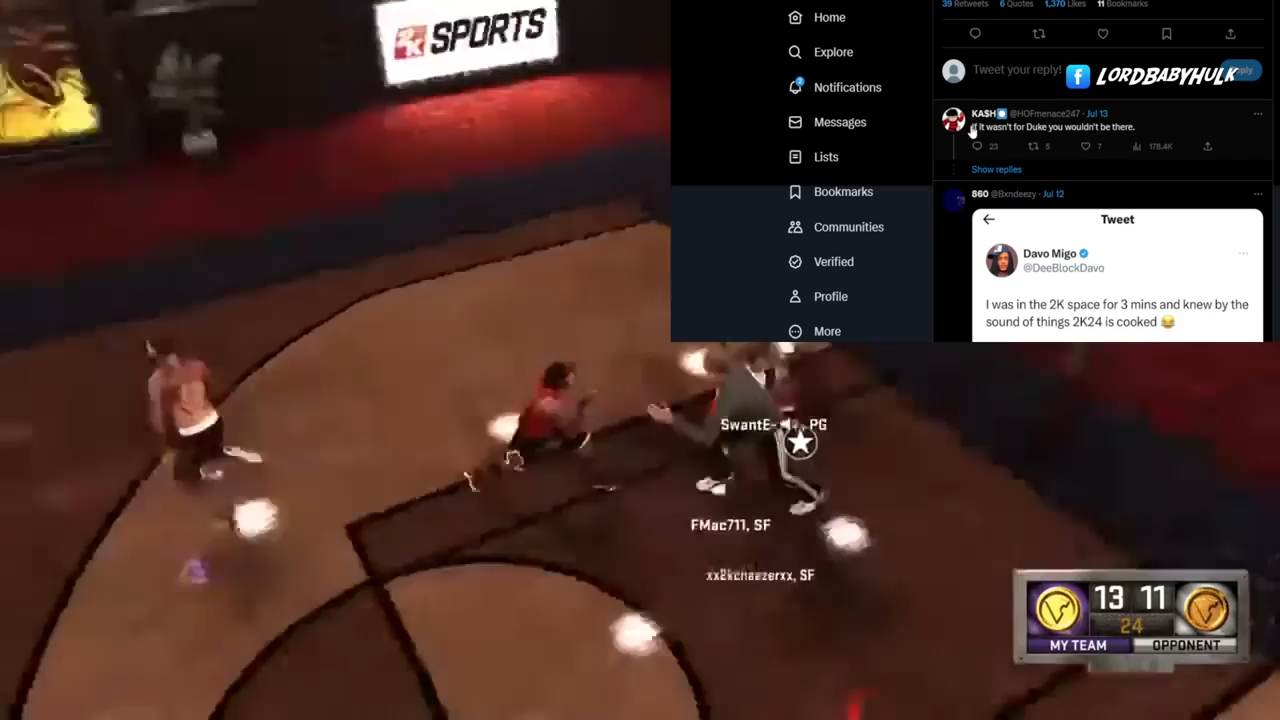 2K SPORTS
Home
Explore
2
Notifications
Messages
Lists
Bookmarks
Communities
Verified
Profile
More
39 Retweets 6 Quotes 1,370 Likes 11 Bookmarks
Tweet your reply!
LORDBABYHULK
KA$H @HOFmenace247 · Jul 13
If It wasn't for Duke you wouldn't be there.
23 5 7 178.4K
Show replies
860 @Bxndeezy · Jul 12
Tweet
Davo Migo
@DeeBlockDavo
I was in the 2K space for 3 mins and knew by the
sound of things 2K24 is cooked 😂
PG
FMac711, SF
SF
13 11
24
MY TEAM OPPONENT